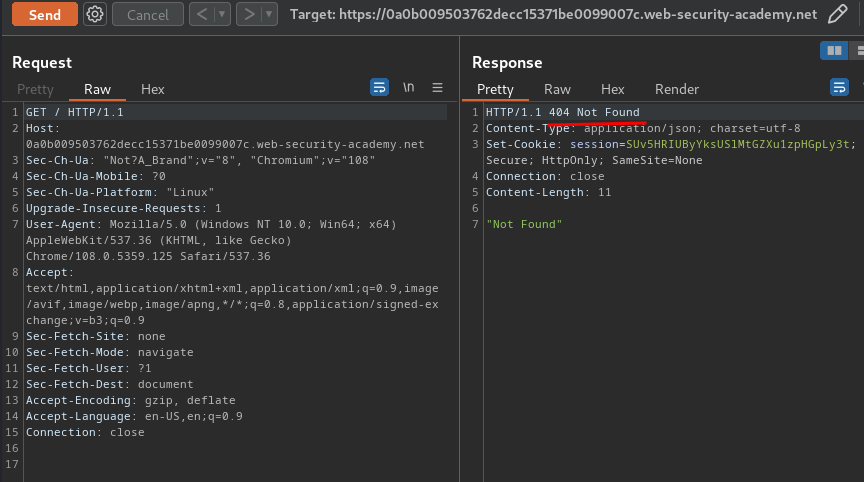 Send Cancel < > Target: https://0a0b009503762decc15371be0099007c.web-security-academy.net
Request
Pretty Raw Hex \n
1 GET / HTTP/1.1
2 Host:
0a0b009503762decc15371be0099007c.web-security-academy.net
3 Sec-Ch-Ua: "Not?A_Brand";v="8", "Chromium";v="108"
4 Sec-Ch-Ua-Mobile: ?0
5 Sec-Ch-Ua-Platform: "Linux"
6 Upgrade-Insecure-Requests: 1
7 User-Agent: Mozilla/5.0 (Windows NT 10.0; Win64; x64)
AppleWebKit/537.36 (KHTML, like Gecko)
Chrome/108.0.5359.125 Safari/537.36
8 Accept:
text/html,application/xhtml+xml,application/xml;q=0.9,image
/avif,image/webp,image/apng,*/*;q=0.8,application/signed-ex
change;v=b3;q=0.9
9 Sec-Fetch-Site: none
10 Sec-Fetch-Mode: navigate
11 Sec-Fetch-User: ?1
12 Sec-Fetch-Dest: document
13 Accept-Encoding: gzip, deflate
14 Accept-Language: en-US,en;q=0.9
15 Connection: close
16
17
Response
Pretty Raw Hex Render
1 HTTP/1.1 404 Not Found
2 Content-Type: application/json; charset=utf-8
3 Set-Cookie: session=SUv5HRIUByYksUSlMtGZXu1zpHGpLy3t;
Secure; HttpOnly; SameSite=None
4 Connection: close
5 Content-Length: 11
6
7 "Not Found"